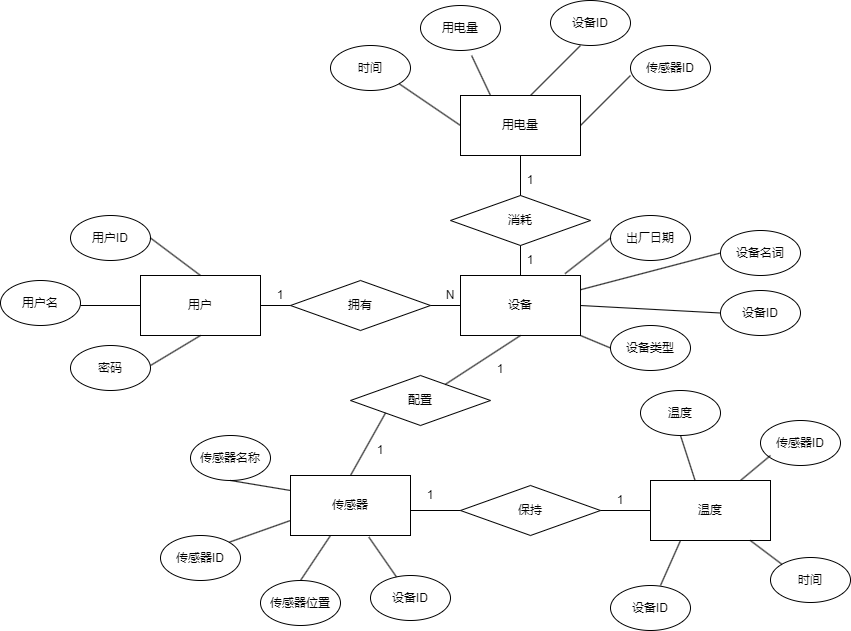 用电量
设备ID
时间
传感器ID
用电量
1
消耗
用户ID
出厂日期
设备名词
1
用户名
用户
1
拥有
N
设备
设备ID
密码
设备类型
1
配置
温度
传感器名称
1
传感器ID
传感器
1
保持
1
温度
传感器ID
传感器位置
设备ID
设备ID
时间